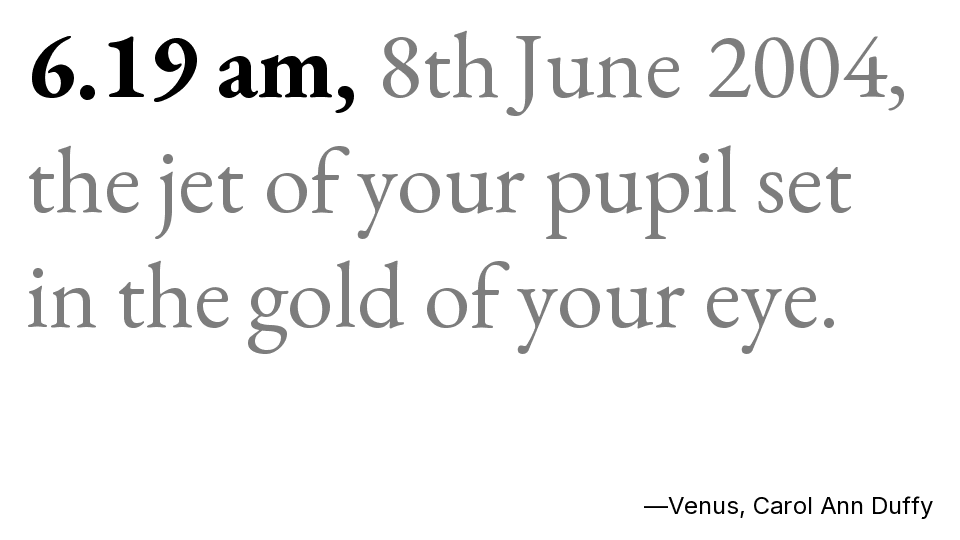 6.19 am, 8th June 2004,
the jet of your pupil set
in the gold of your eye.
—Venus, Carol Ann Duffy